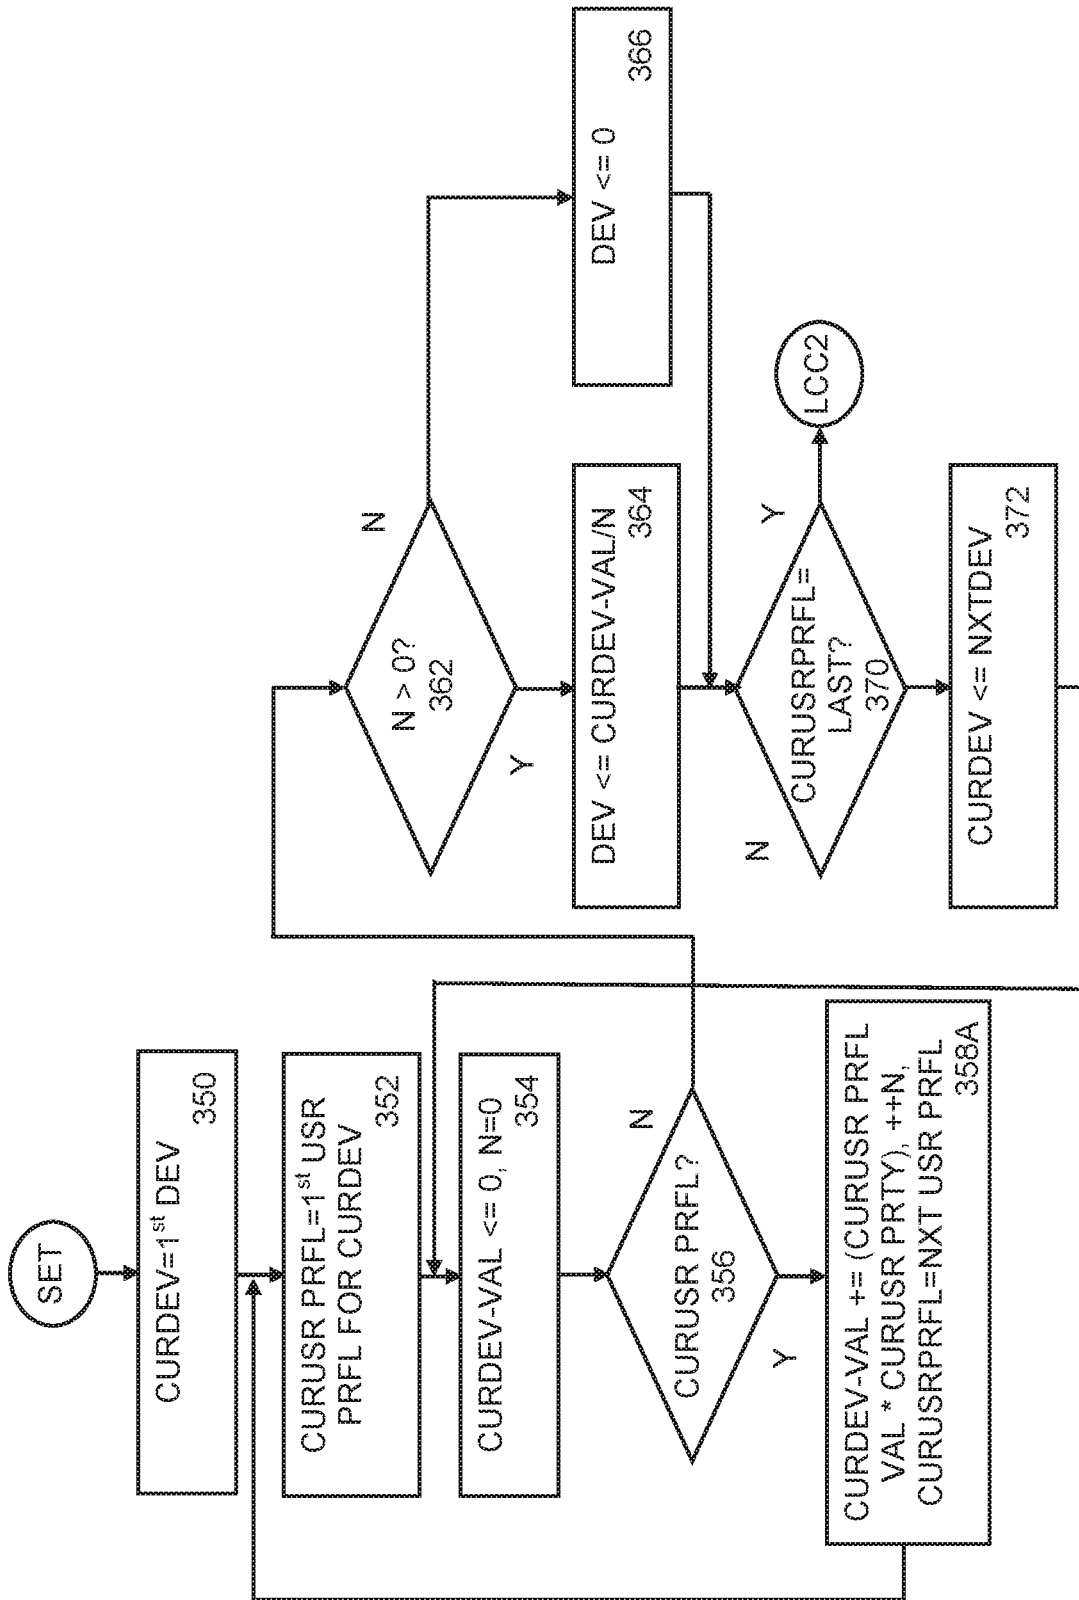 SET
CURDEV=1st DEV
350
CURUSR PRFL=1st USR
PRFL FOR CURDEV
352
CURDEV-VAL <= 0, N=0
354
CURUSR PRFL?
356
N
Y
CURDEV-VAL += (CURUSR PRFL
VAL * CURUSR PRTY), ++N,
CURUSRPRFL=NXT USR PRFL
358A
N > 0?
362
N
Y
DEV <= CURDEV-VAL/N
364
DEV <= 0
366
CURUSRPRFL=
LAST?
370
N
Y
LCC2
CURDEV <= NXTDEV
372